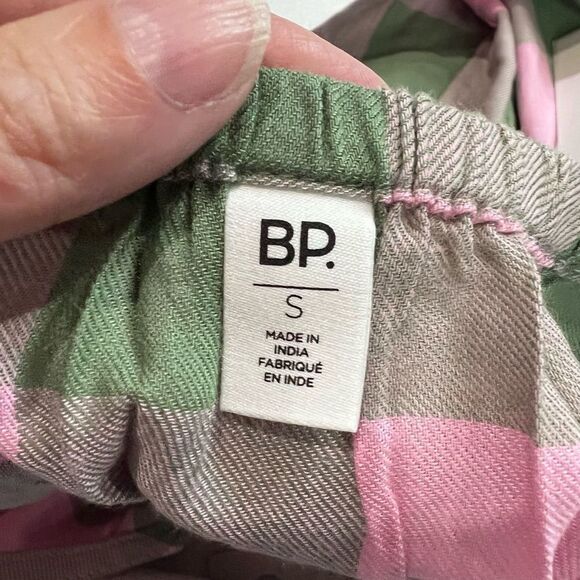 BP.
S
MADE IN
INDIA
FABRIQUÉ
EN INDE